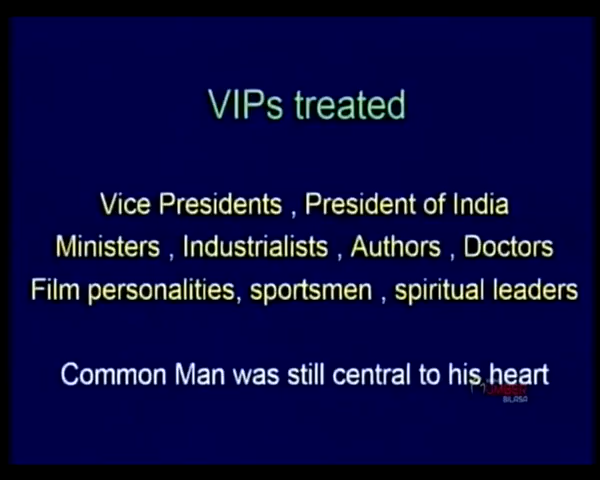 VIPs treated
Vice Presidents , President of India
Ministers , Industrialists , Authors , Doctors
Film personalities, sportsmen , spiritual leaders
Common Man was still central to his heart
BILASA